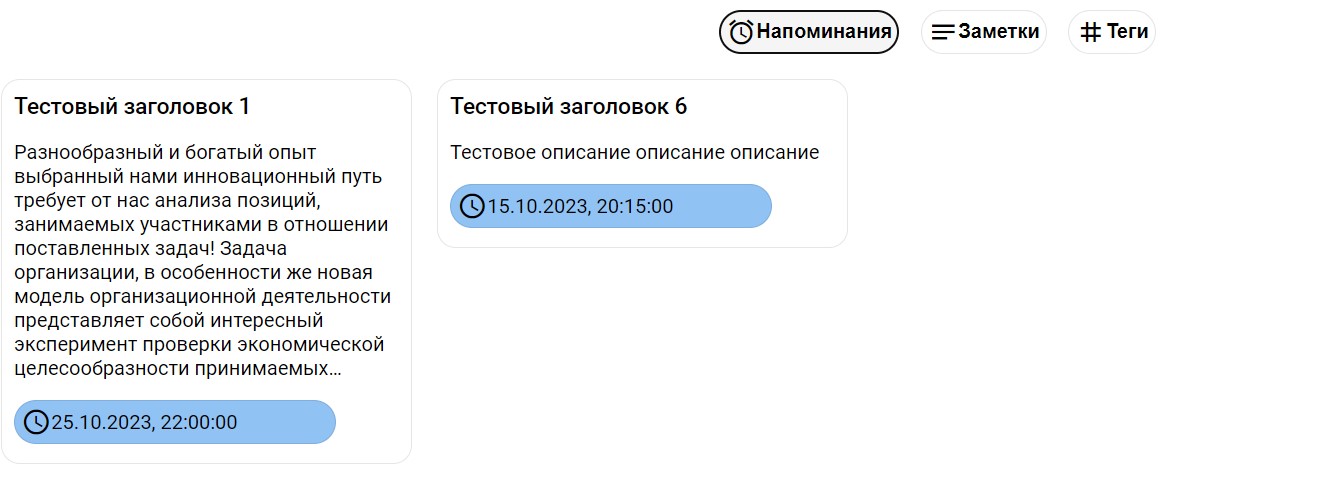 Напоминания Заметки Теги
Тестовый заголовок 1
Разнообразный и богатый опыт
выбранный нами инновационный путь
требует от нас анализа позиций,
занимаемых участниками в отношении
поставленных задач! Задача
организации, в особенности же новая
модель организационной деятельности
представляет собой интересный
эксперимент проверки экономической
целесообразности принимаемых…
25.10.2023, 22:00:00
Тестовый заголовок 6
Тестовое описание описание описание
15.10.2023, 20:15:00